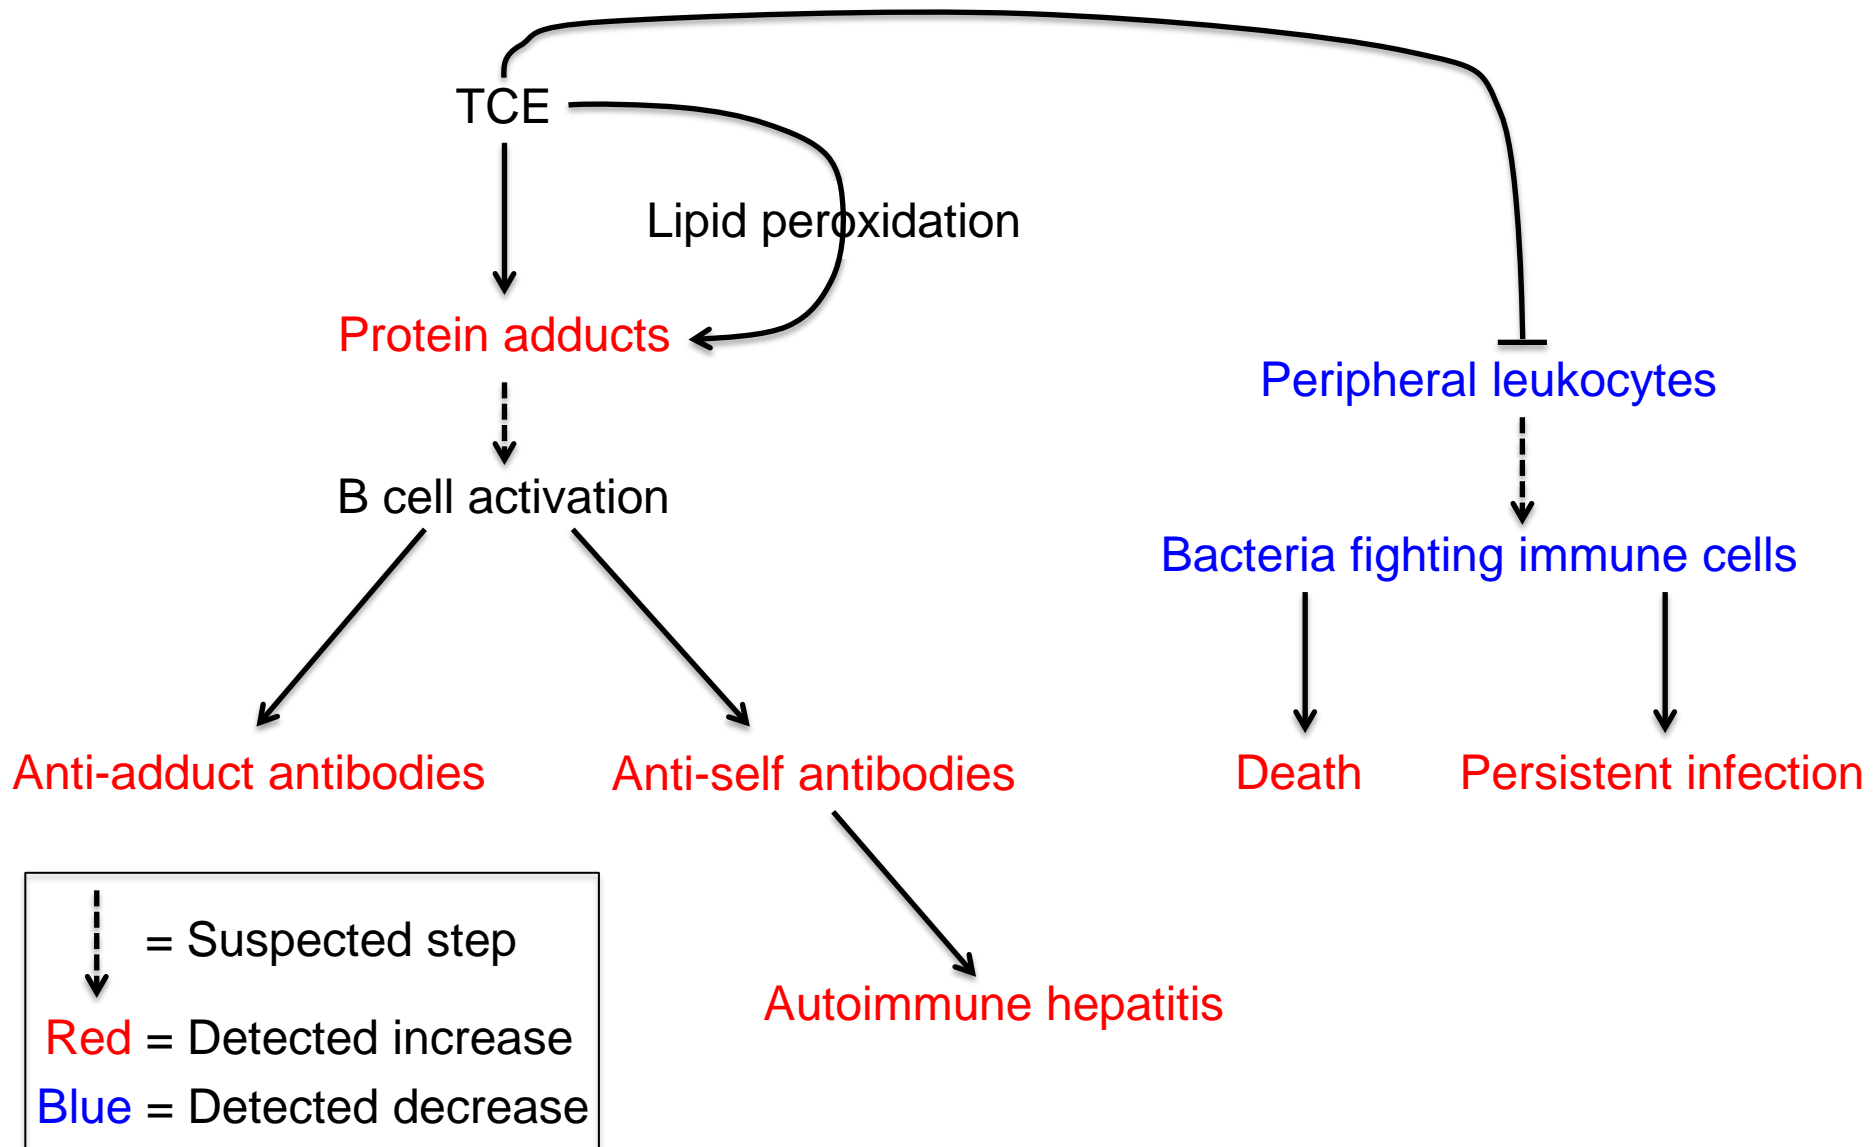 TCE
Lipid peroxidation
Protein adducts
Peripheral leukocytes
B cell activation
Bacteria fighting immune cells
Anti-adduct antibodies
Anti-self antibodies
Death
Persistent infection
Autoimmune hepatitis
= Suspected step
Red = Detected increase
Blue = Detected decrease